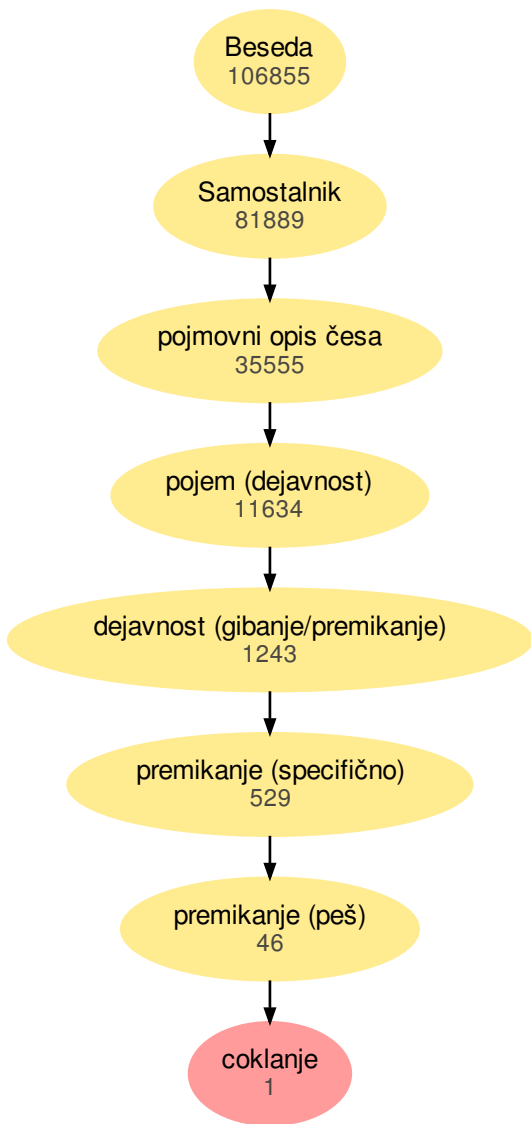 Beseda
106855
Samostalnik
81889
pojmovni opis česa
35555
pojem (dejavnost)
11634
dejavnost (gibanje/premikanje)
1243
premikanje (specifično)
529
premikanje (peš)
46
coklanje
1